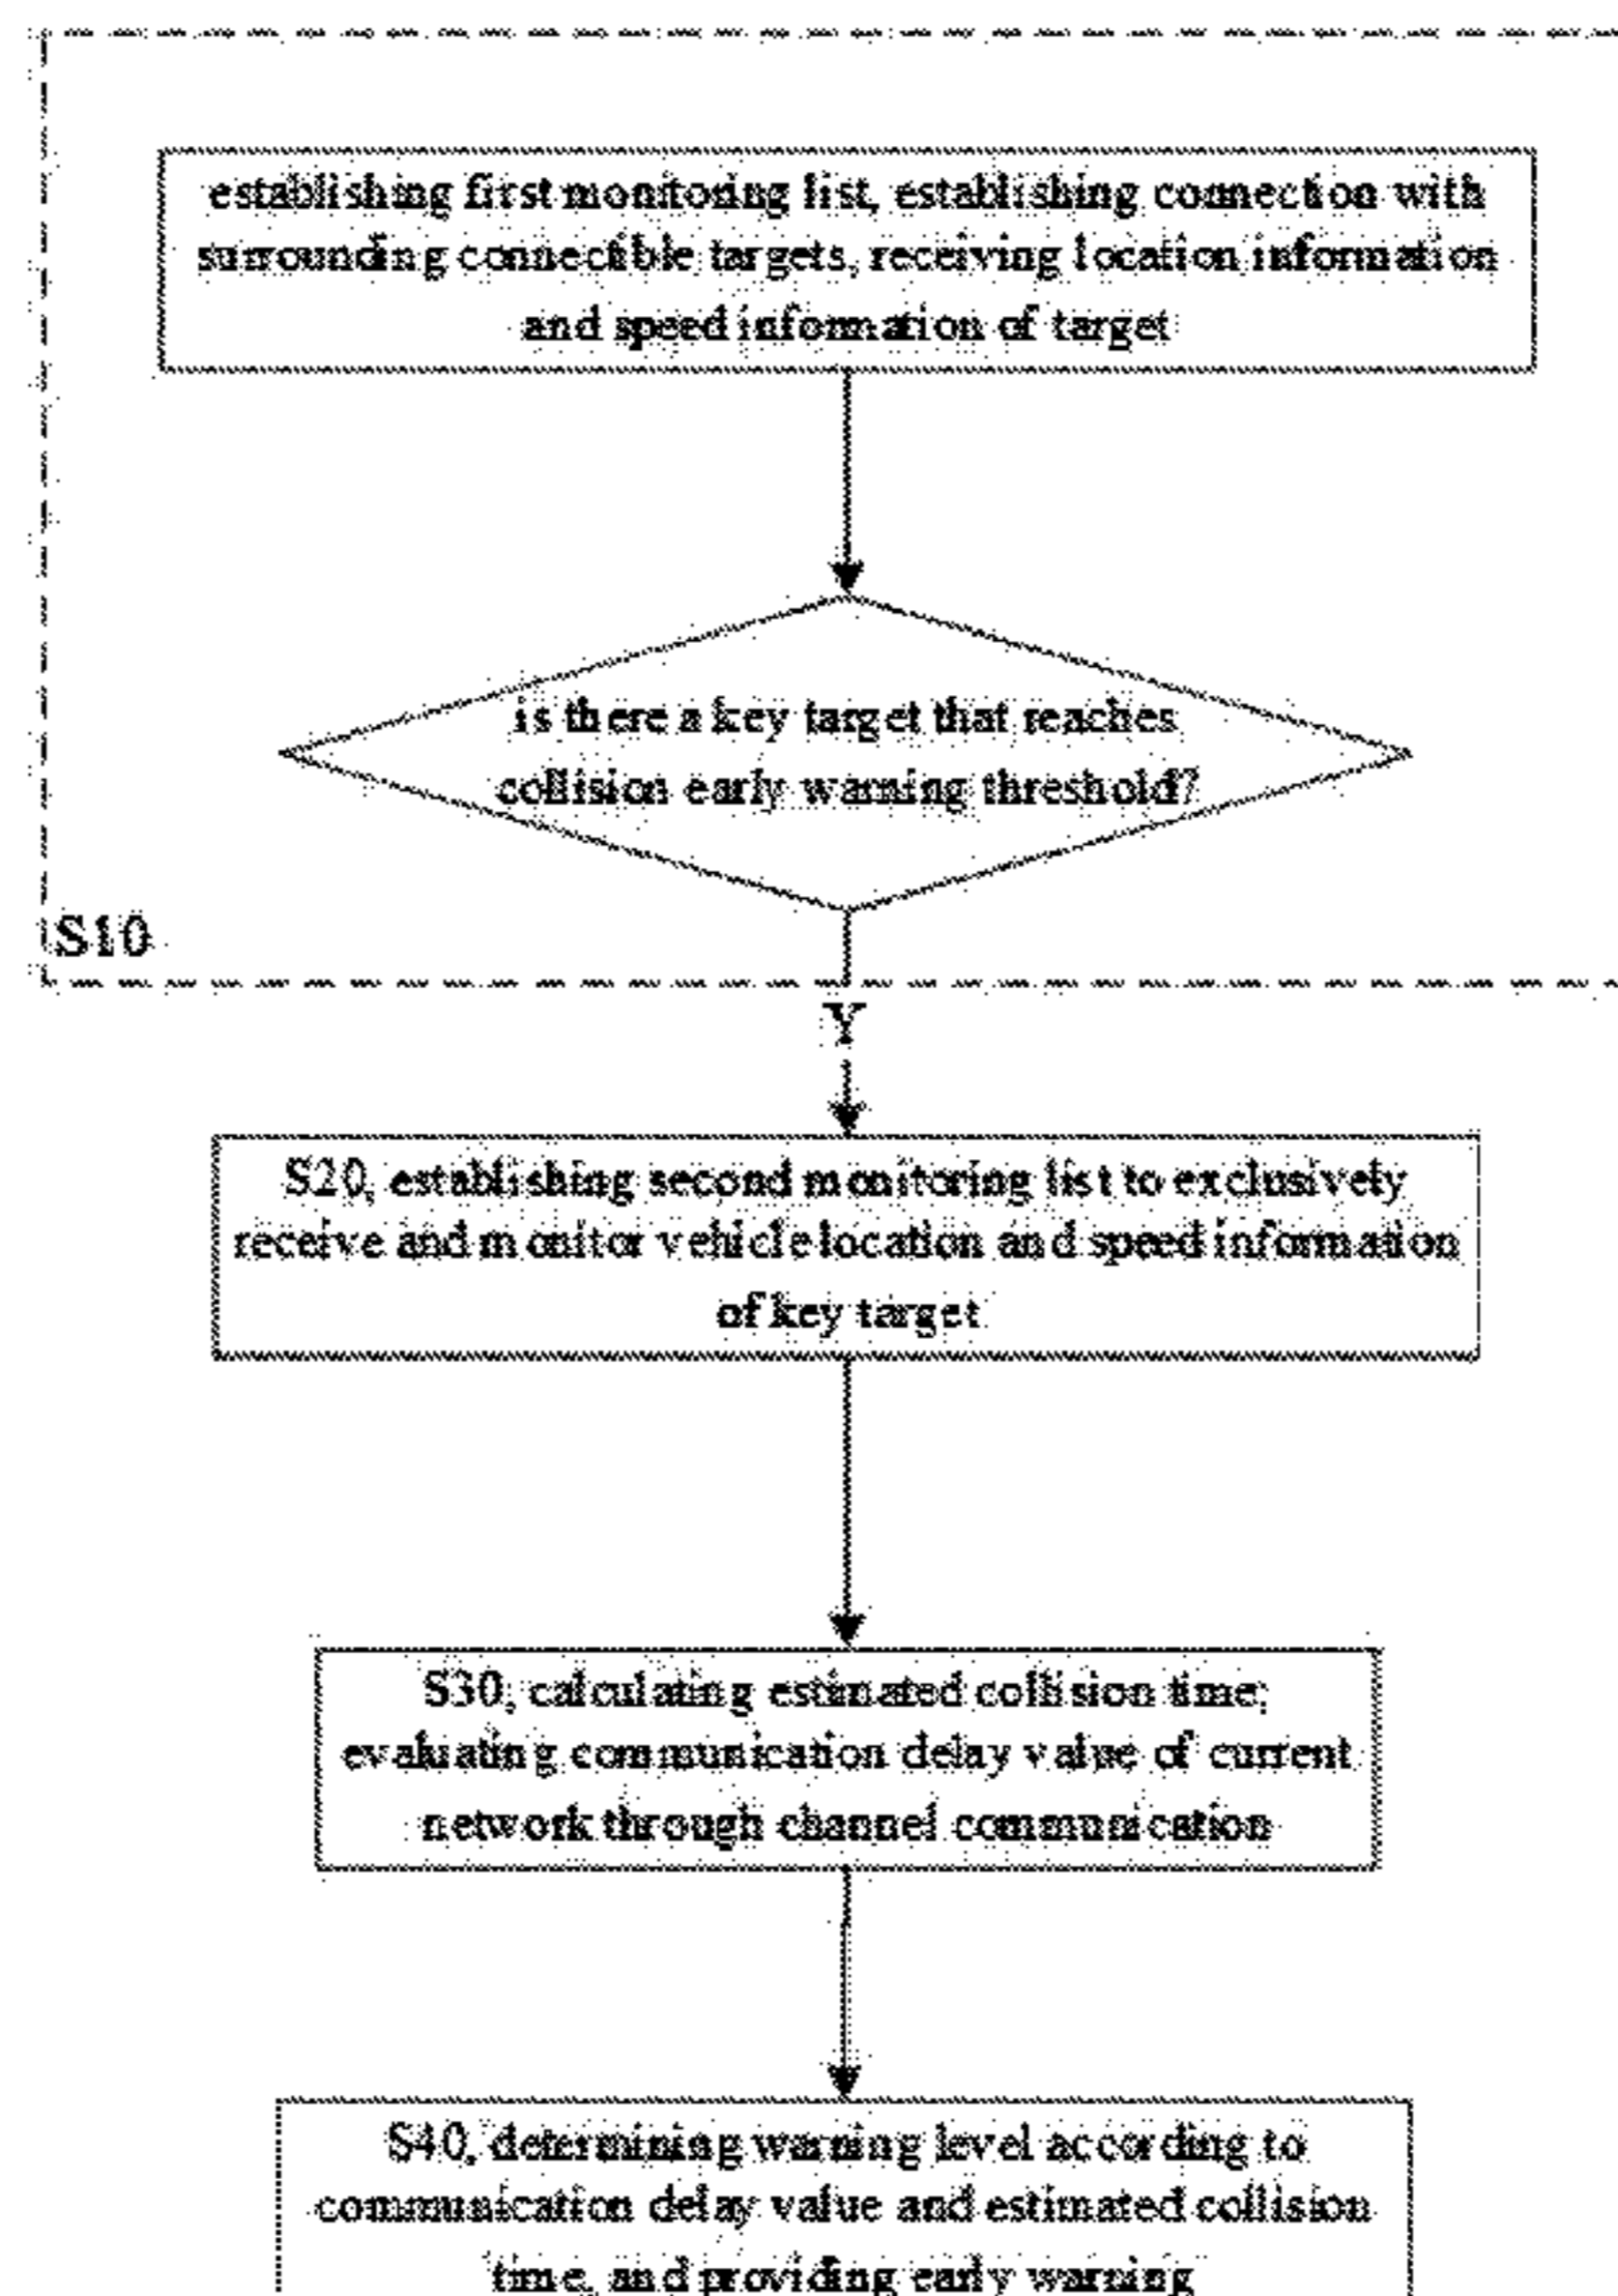 establishing first monitoring list, establishing connection with
surrounding connectible targets, receiving location information
and speed information of target
is there a key target that reaches
collision early warning threshold?
S10
Y
S20, establishing second monitoring list to exclusively
receive and monitor vehicle location and speed information
of key target
S30, calculating estimated collision time;
evaluating communication delay value of current
network through channel communication
S40, determining warning level according to
communication delay value and estimated collision
time, and providing early warning